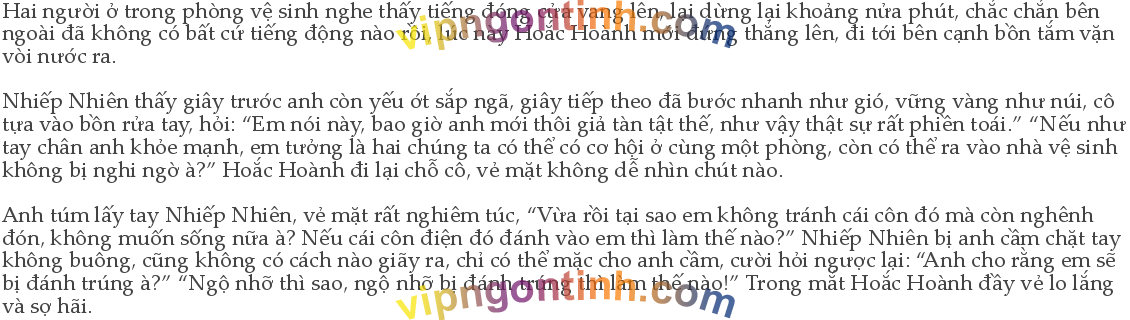 Hai người ở trong phòng vệ sinh nghe thấy tiếng đóng cửa vang lên, lại dừng lại khoảng nửa phút, chắc chắn bên
ngoài đã không có bất cứ tiếng động nào rồi, lúc này Hoắc Hoành mới đứng thẳng lên, đi tới bên cạnh bồn tắm vặn
vòi nước ra.
vipngontinh.com
Nhiếp Nhiên thấy giây trước anh còn yếu ớt sắp ngã, giây tiếp theo đã bước nhanh như gió, vững vàng như núi, cô
tựa vào bồn rửa tay, hỏi: “Em nói này, bao giờ anh mới thôi giả tàn tật thế, như vậy thật sự rất phiền toái.” “Nếu như
tay chân anh khỏe mạnh, em tưởng là hai chúng ta có thể có cơ hội ở cùng một phòng, còn có thể ra vào nhà vệ sinh
không bị nghi ngờ à?” Hoắc Hoành đi lại chỗ cô, vẻ mặt không dễ nhìn chút nào.
Anh túm lấy tay Nhiếp Nhiên, vẻ mặt rất nghiêm túc, “Vừa rồi tại sao em không tránh cái côn đó mà còn nghênh
đón, không muốn sống nữa à? Nếu cái côn điện đó đánh vào em thì làm thế nào?” Nhiếp Nhiên bị anh cầm chặt tay
không buông, cũng không có cách nào giãy ra, chỉ có thể mặc cho anh cầm, cười hỏi ngược lại: “Anh cho rằng em sẽ
bị đánh trúng à?” “Ngộ nhỡ thì sao, ngộ nhỡ bị đánh trúng thì làm thế nào!” Trong mắt Hoắc Hoành đầy vẻ lo lắng
và sợ hãi.
vipngontinh.com